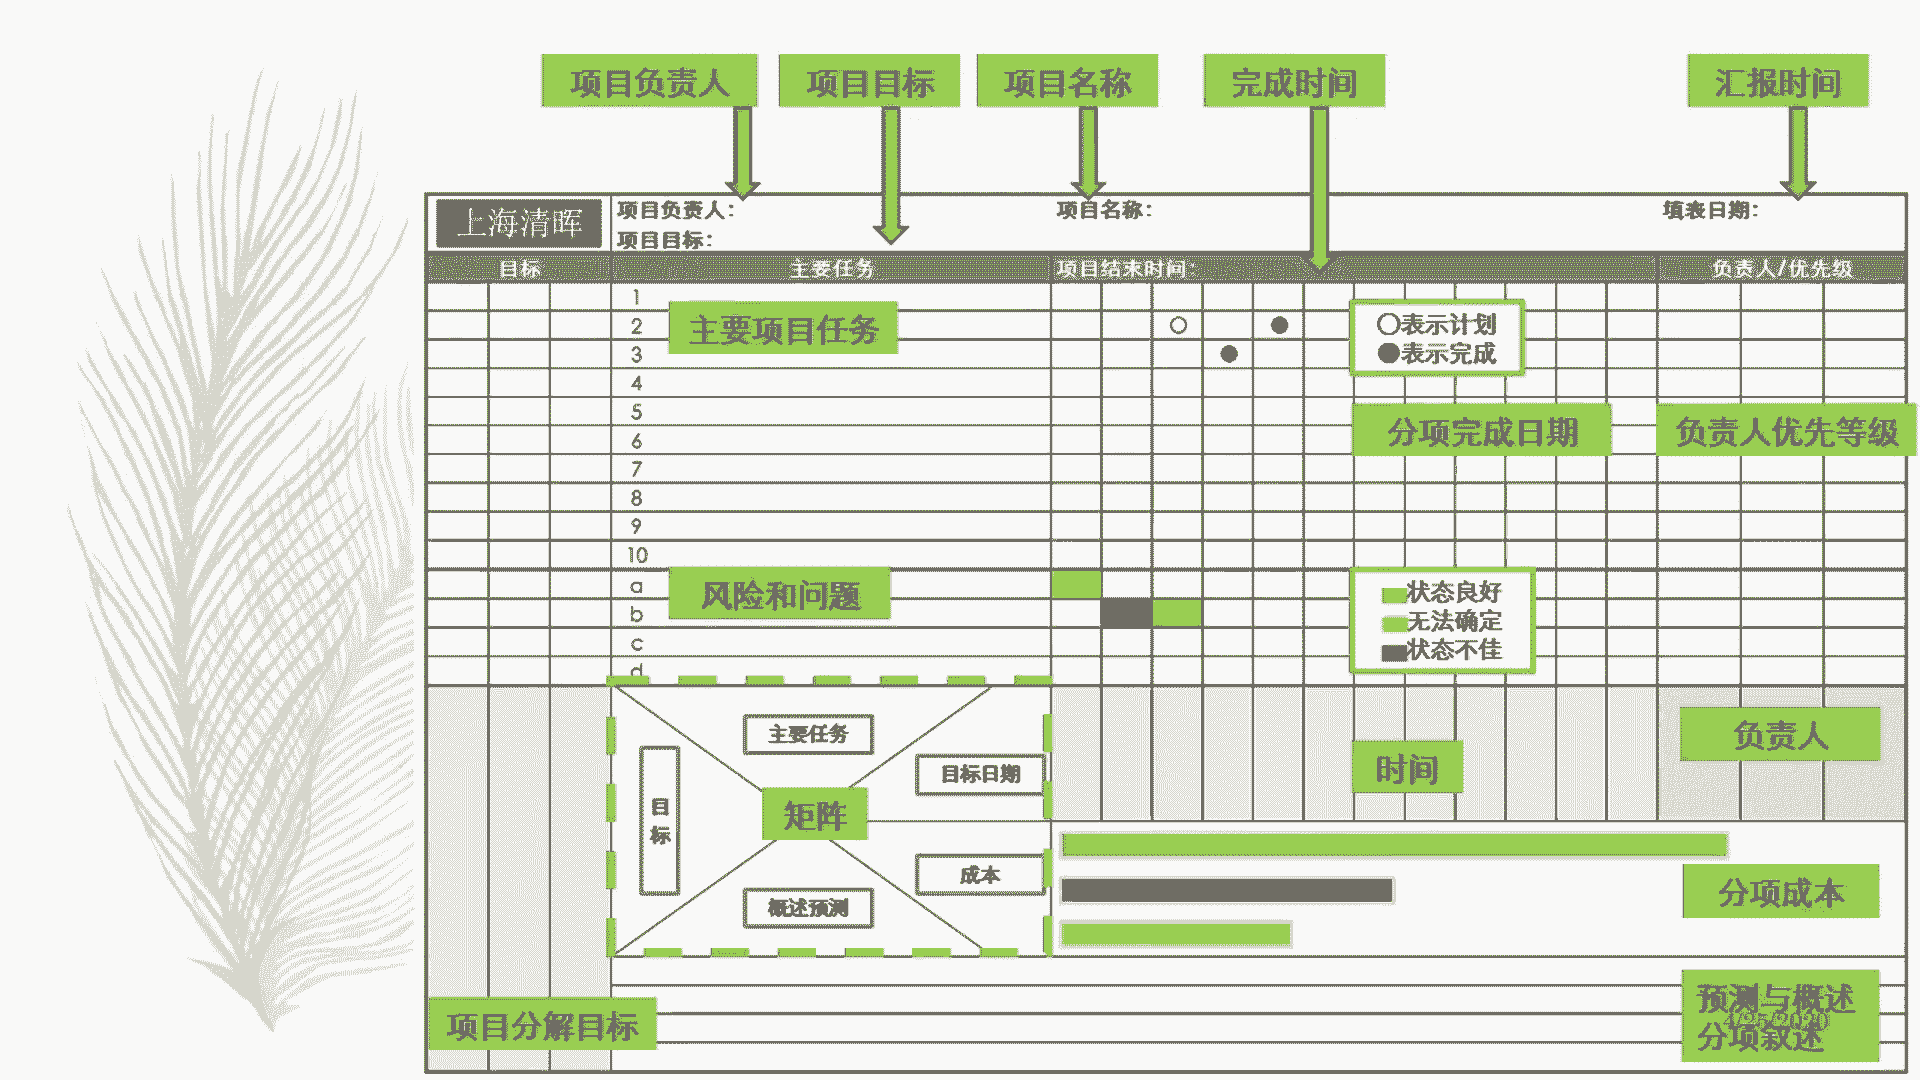 项目负责人
项目目标
项目名称
完成时间
汇报时间
上海清晖
项目负责人:
项目名称:
填表日期:
项目目标:
目标
主要任务
项目结束时间:
负责人/优先级
1
2
3
4
5
6
7
8
9
10
a
b
c
d
主要项目任务
○表示计划
●表示完成
分项完成日期
负责人优先等级
风险和问题
状态良好
无法确定
状态不佳
主要任务
目标日期
目
标
矩阵
成本
概述预测
时间
负责人
分项成本
项目分解目标
预测与概述
4/25/2020
分项叙述